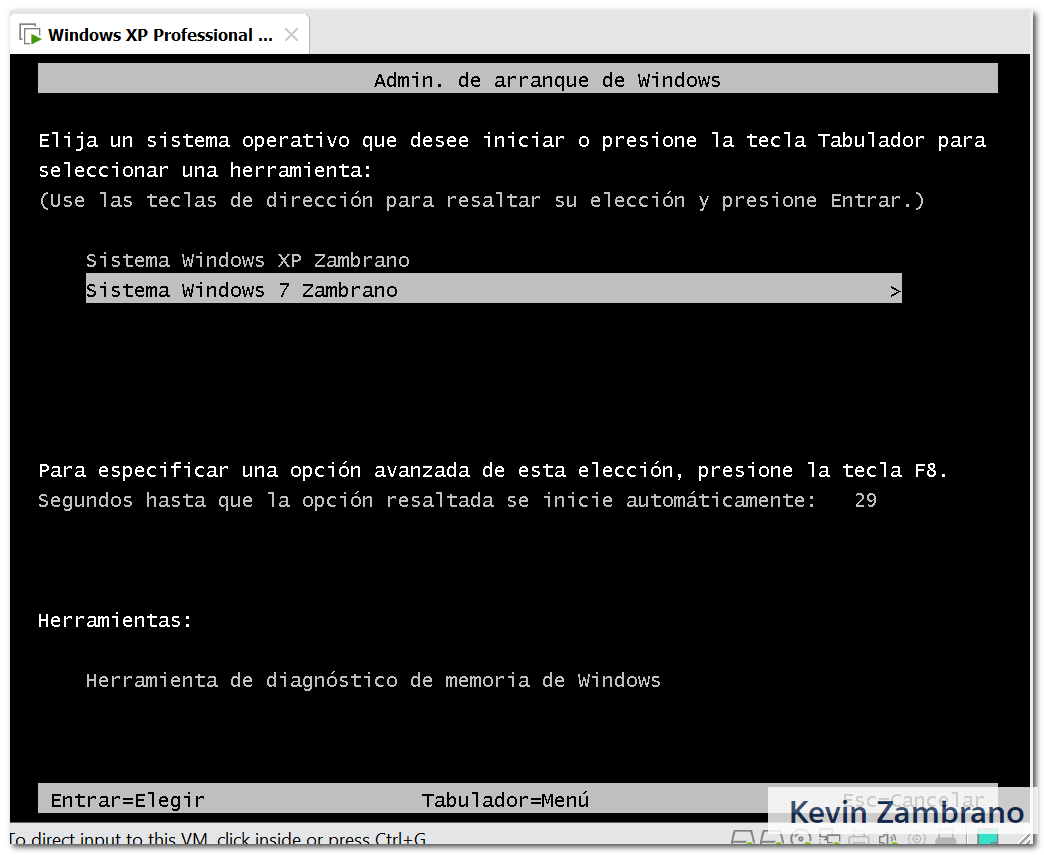 Windows XP Professional ...
Admin. de arranque de Windows
Elija un sistema operativo que desee iniciar o presione la tecla Tabulador para
seleccionar una herramienta:
(Use las teclas de dirección para resaltar su elección y presione Entrar.)
Sistema Windows XP Zambrano
Sistema Windows 7 Zambrano >
Para especificar una opción avanzada de esta elección, presione la tecla F8.
Segundos hasta que la opción resaltada se inicie automáticamente: 29
Herramientas:
Herramienta de diagnóstico de memoria de Windows
Entrar=Elegir Tabulador=Menú Esc=Cancelar
Kevin Zambrano
To direct input to this VM, click inside or press Ctrl+G.